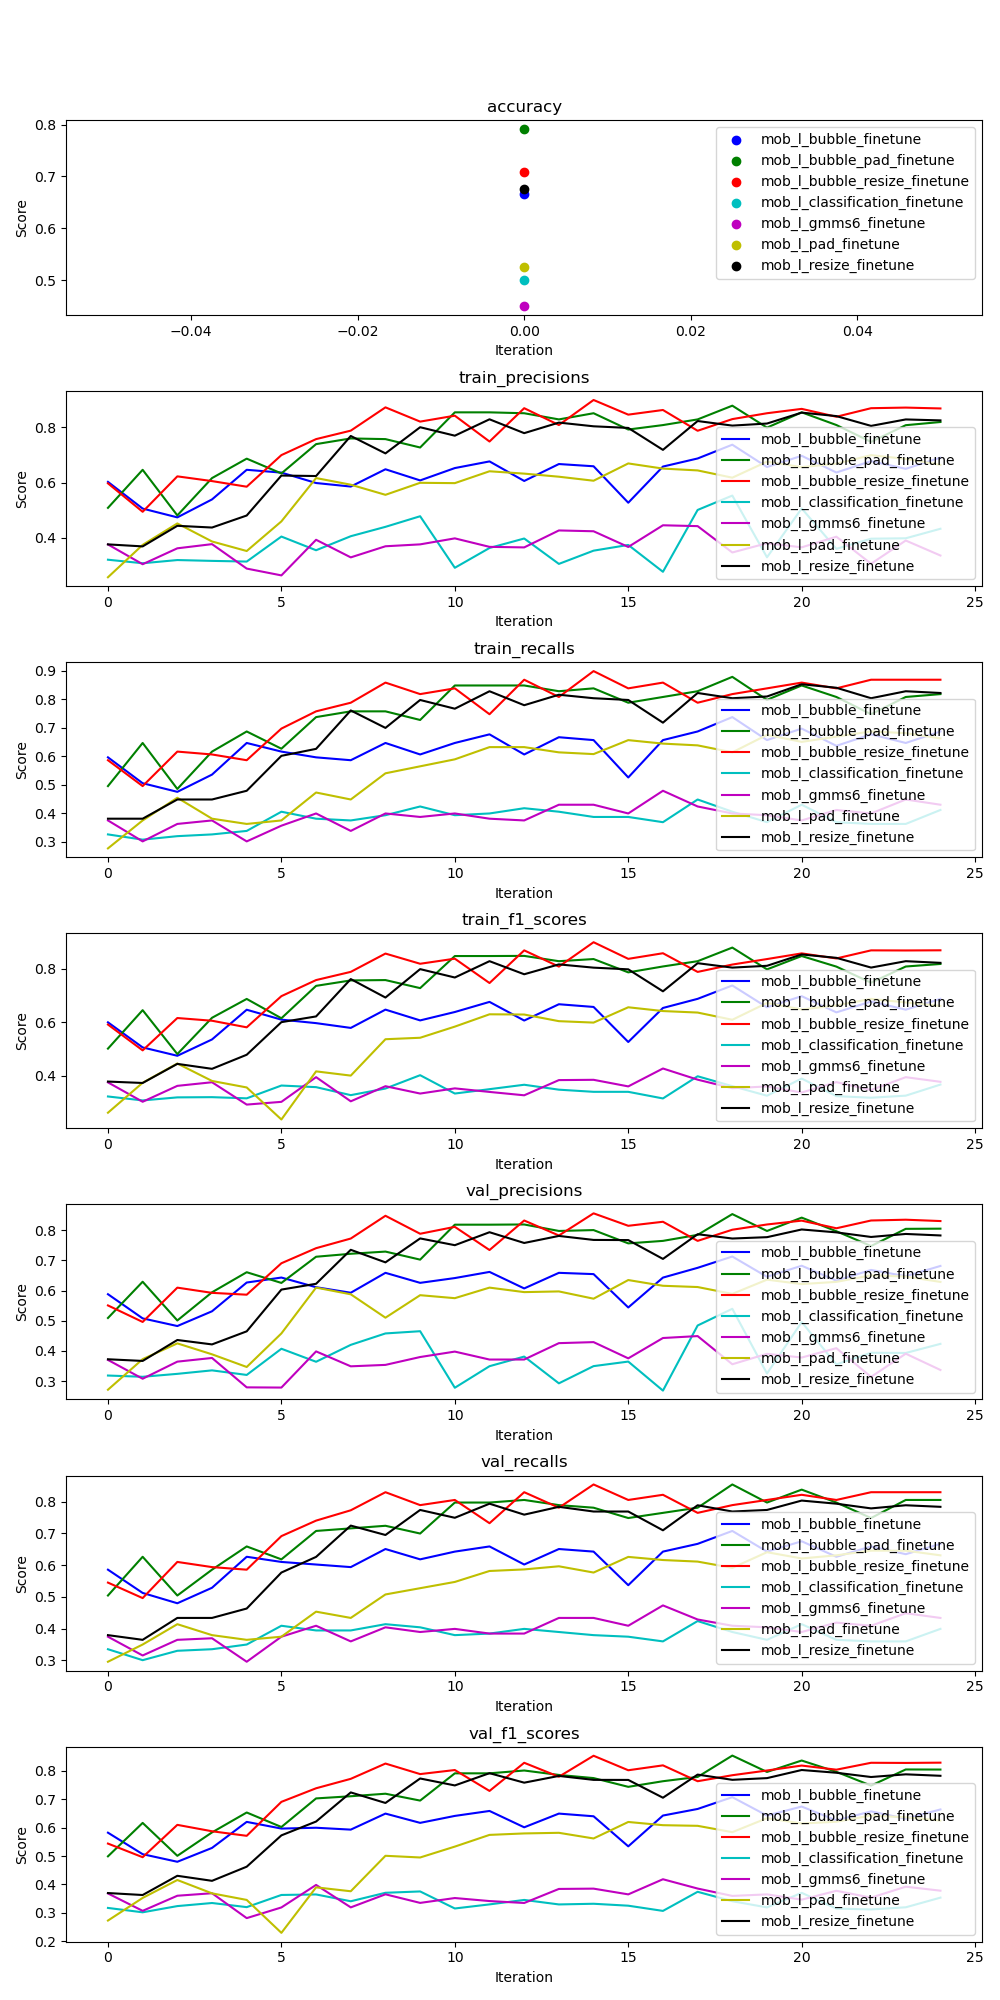 accuracy
0.8
0.7
0.6
0.5
Score
mob_l_bubble_finetune
mob_l_bubble_pad_finetune
mob_l_bubble_resize_finetune
mob_l_classification_finetune
mob_l_gmms6_finetune
mob_l_pad_finetune
mob_l_resize_finetune
−0.04 −0.02 0.00 0.02 0.04
Iteration
train_precisions
0.8
0.6
0.4
Score
mob_l_bubble_finetune
mob_l_bubble_pad_finetune
mob_l_bubble_resize_finetune
mob_l_classification_finetune
mob_l_gmms6_finetune
mob_l_pad_finetune
mob_l_resize_finetune
0 5 10 15 20 25
Iteration
train_recalls
0.9
0.8
0.7
0.6
0.5
0.4
0.3
Score
mob_l_bubble_finetune
mob_l_bubble_pad_finetune
mob_l_bubble_resize_finetune
mob_l_classification_finetune
mob_l_gmms6_finetune
mob_l_pad_finetune
mob_l_resize_finetune
0 5 10 15 20 25
Iteration
train_f1_scores
0.8
0.6
0.4
Score
mob_l_bubble_finetune
mob_l_bubble_pad_finetune
mob_l_bubble_resize_finetune
mob_l_classification_finetune
mob_l_gmms6_finetune
mob_l_pad_finetune
mob_l_resize_finetune
0 5 10 15 20 25
Iteration
val_precisions
0.8
0.7
0.6
0.5
0.4
0.3
Score
mob_l_bubble_finetune
mob_l_bubble_pad_finetune
mob_l_bubble_resize_finetune
mob_l_classification_finetune
mob_l_gmms6_finetune
mob_l_pad_finetune
mob_l_resize_finetune
0 5 10 15 20 25
Iteration
val_recalls
0.8
0.7
0.6
0.5
0.4
0.3
Score
mob_l_bubble_finetune
mob_l_bubble_pad_finetune
mob_l_bubble_resize_finetune
mob_l_classification_finetune
mob_l_gmms6_finetune
mob_l_pad_finetune
mob_l_resize_finetune
0 5 10 15 20 25
Iteration
val_f1_scores
0.8
0.7
0.6
0.5
0.4
0.3
0.2
Score
mob_l_bubble_finetune
mob_l_bubble_pad_finetune
mob_l_bubble_resize_finetune
mob_l_classification_finetune
mob_l_gmms6_finetune
mob_l_pad_finetune
mob_l_resize_finetune
0 5 10 15 20 25
Iteration